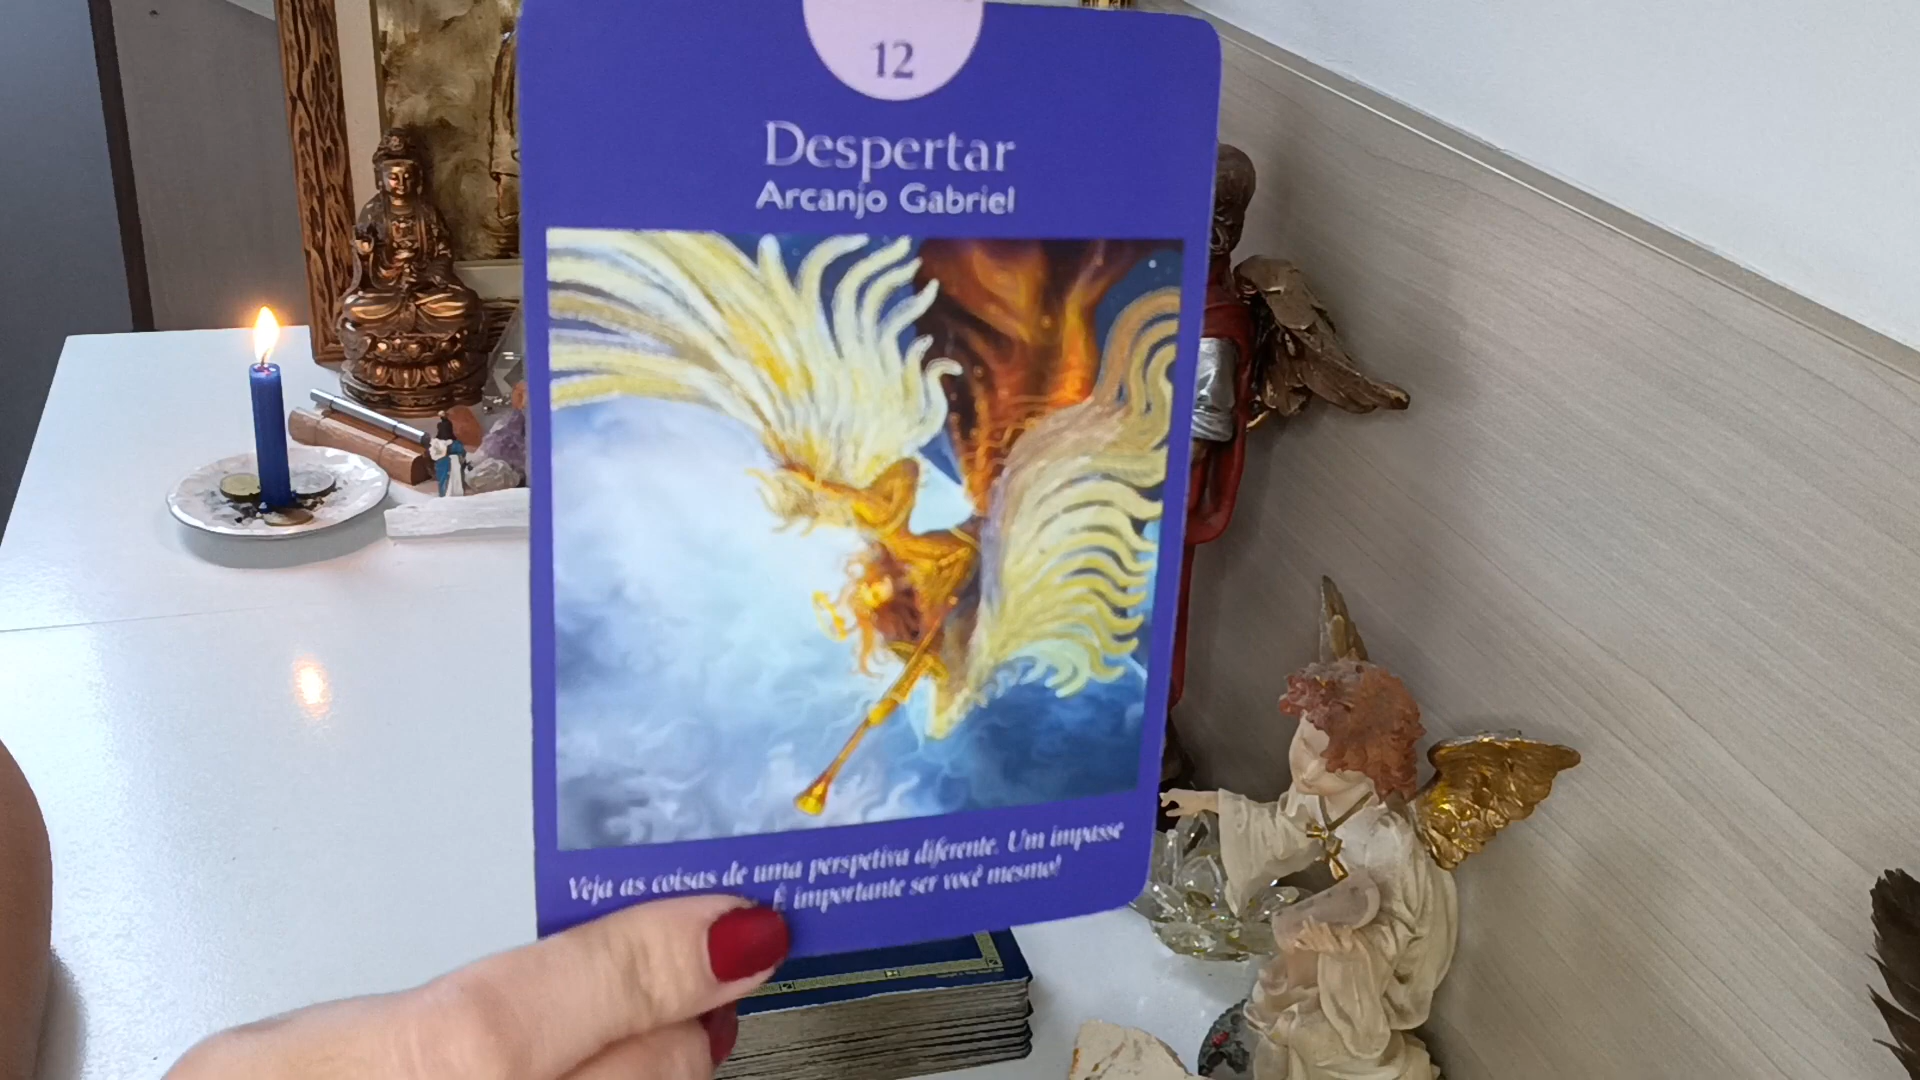 12
Despertar
Arcanjo Gabriel
Veja as coisas de uma perspetiva diferente. Um impasse
É importante ser você mesmo!